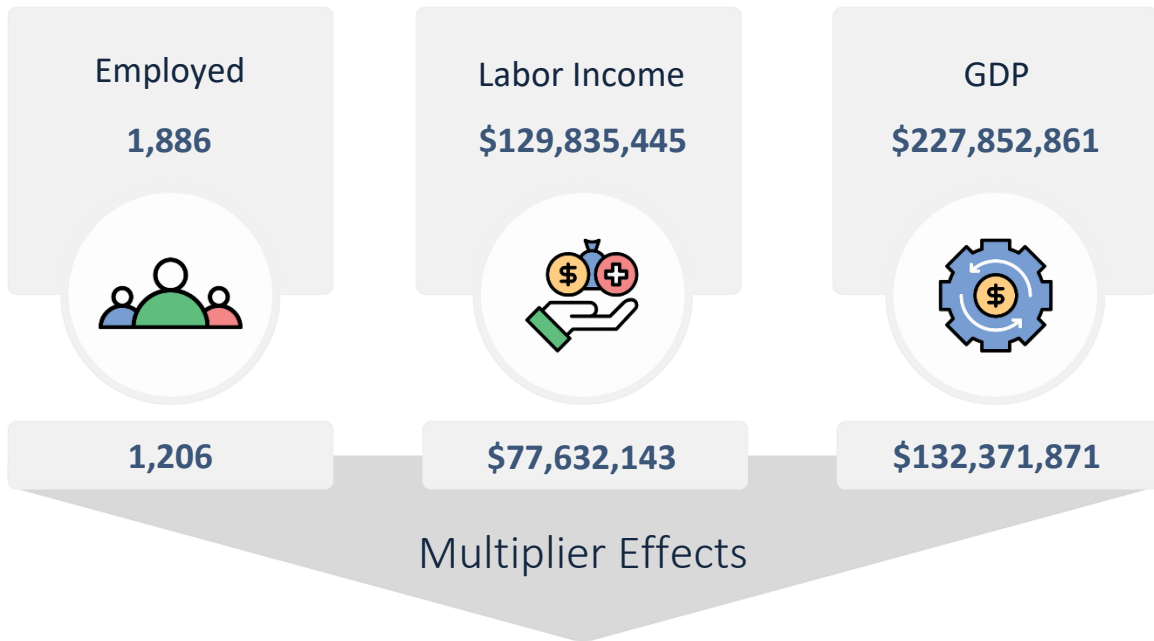 Employed
1,886
Labor Income
$129,835,445
GDP
$227,852,861
$
$
1,206
$77,632,143
$132,371,871
Multiplier Effects